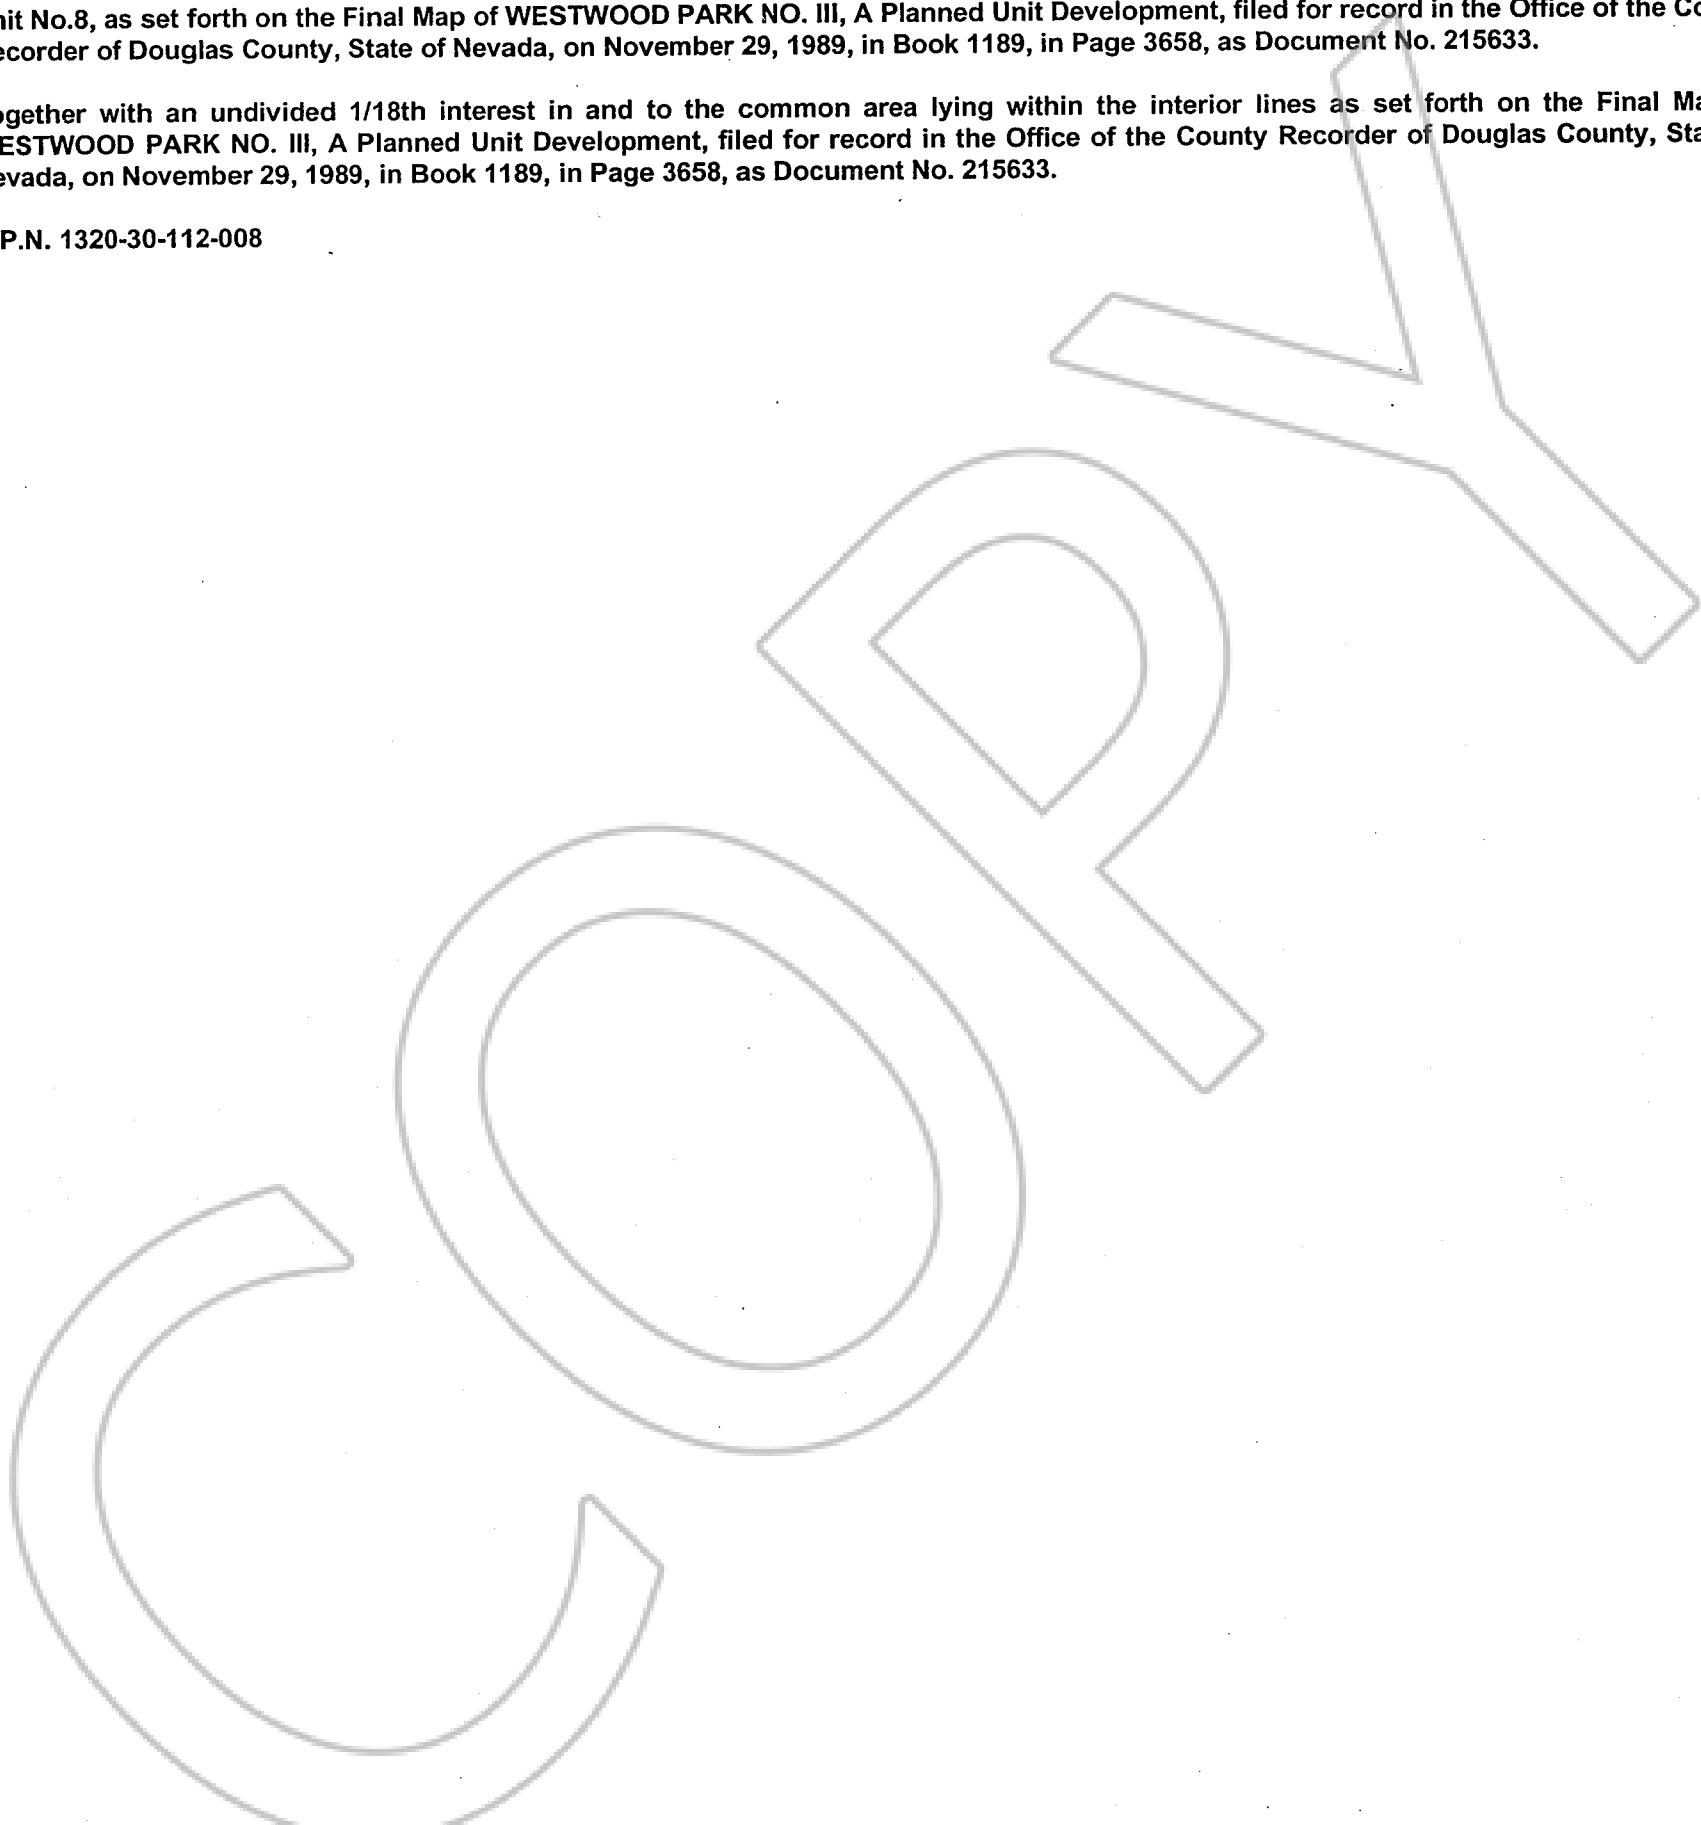 nit No.8, as set forth on the Final Map of WESTWOOD PARK NO. III, A Planned Unit Development, filed for record in the Office of the Co
ecorder of Douglas County, State of Nevada, on November 29, 1989, in Book 1189, in Page 3658, as Document No. 215633.
ogether with an undivided 1/18th interest in and to the common area lying within the interior lines as set forth on the Final Ma
ESTWOOD PARK NO. III, A Planned Unit Development, filed for record in the Office of the County Recorder of Douglas County, Sta
evada, on November 29, 1989, in Book 1189, in Page 3658, as Document No. 215633.
P.N. 1320-30-112-008
COPY